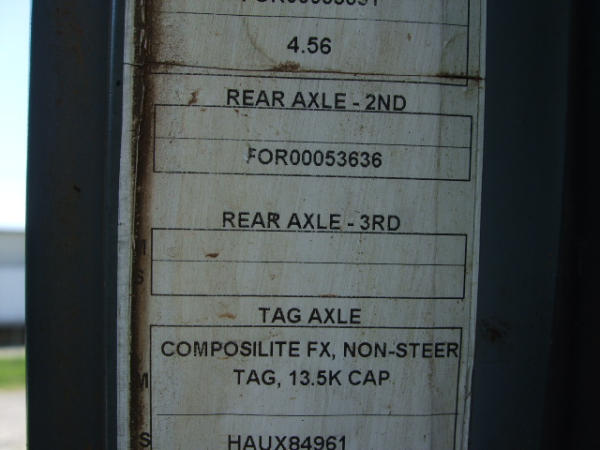 4.56
REAR AXLE - 2ND
FOR00053636
REAR AXLE - 3RD
M
S
TAG AXLE
COMPOSILITE FX, NON-STEER
M
TAG, 13.5K CAP
S
HAUX84961